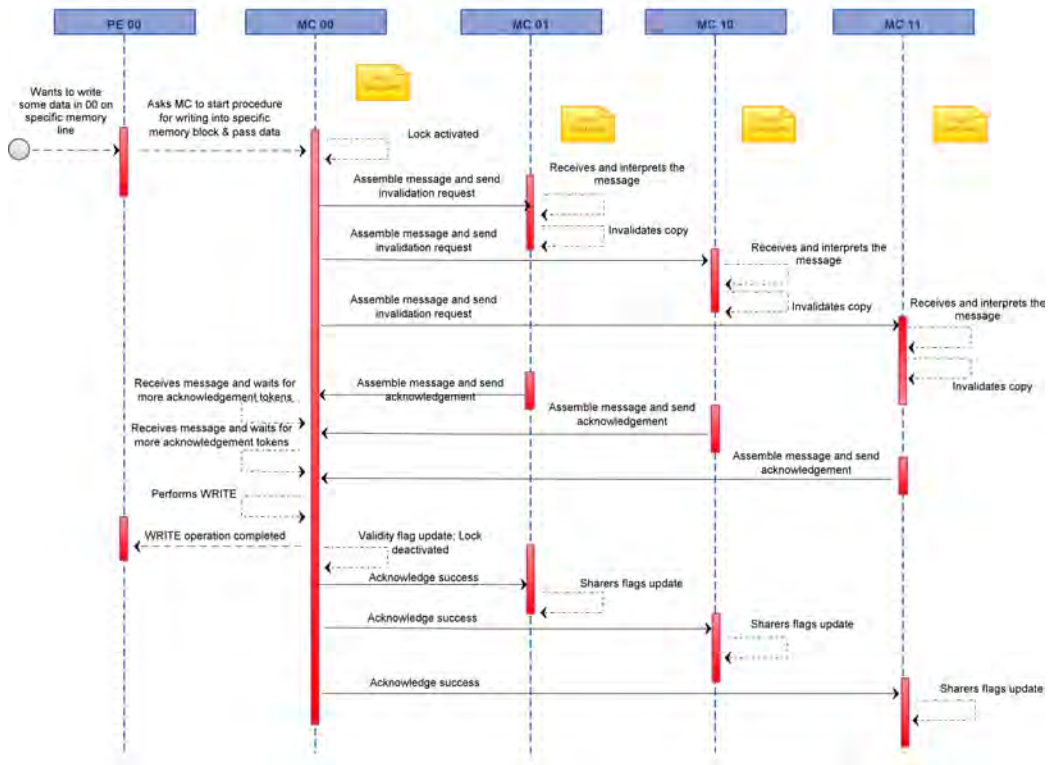 PE 00
MC 00
MC 01
MC 10
MC 11
Wants to write
some data in 00 on
specific memory
line
Asks MC to start procedure
for writing into specific
memory block & pass data
Lock activated
Assemble message and send
invalidation request
Receives and interprets the
message
Invalidates copy
Assemble message and send
invalidation request
Receives and interprets the
message
Invalidates copy
Assemble message and send
invalidation request
Receives and interprets the
message
Invalidates copy
Receives message and waits for
more acknowledgement tokens
Assemble message and send
acknowledgement
Assemble message and send
acknowledgement
Receives message and waits for
more acknowledgement tokens
Assemble message and send
acknowledgement
Performs WRITE
WRITE operation completed
Validity flag update; Lock
deactivated
Acknowledge success
Sharers flags update
Acknowledge success
Sharers flags update
Acknowledge success
Sharers flags update